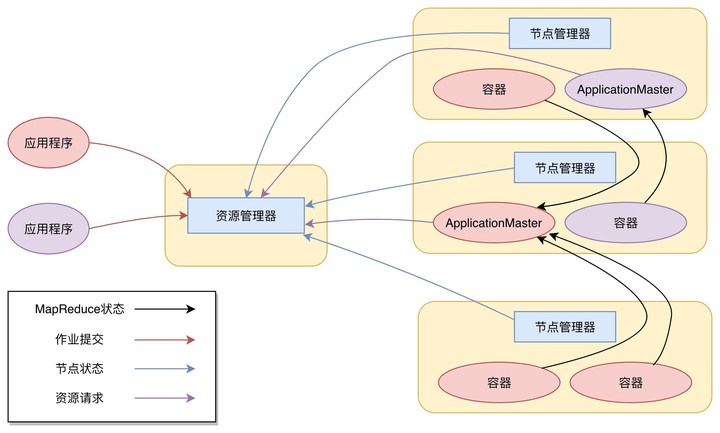 节点管理器
容器
ApplicationMaster
应用程序
节点管理器
资源管理器
ApplicationMaster
容器
应用程序
MapReduce状态
作业提交
节点状态
资源请求
节点管理器
容器
容器